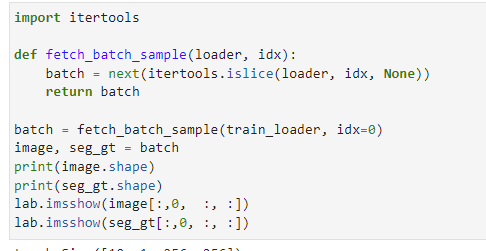 import itertools
def fetch_batch_sample(loader, idx):
    batch = next(itertools.islice(loader, idx, None))
    return batch
batch = fetch_batch_sample(train_loader, idx=0)
image, seg_gt = batch
print(image.shape)
print(seg_gt.shape)
lab.imsshow(image[:,0,  :, :])
lab.imsshow(seg_gt[:,0, :, :])